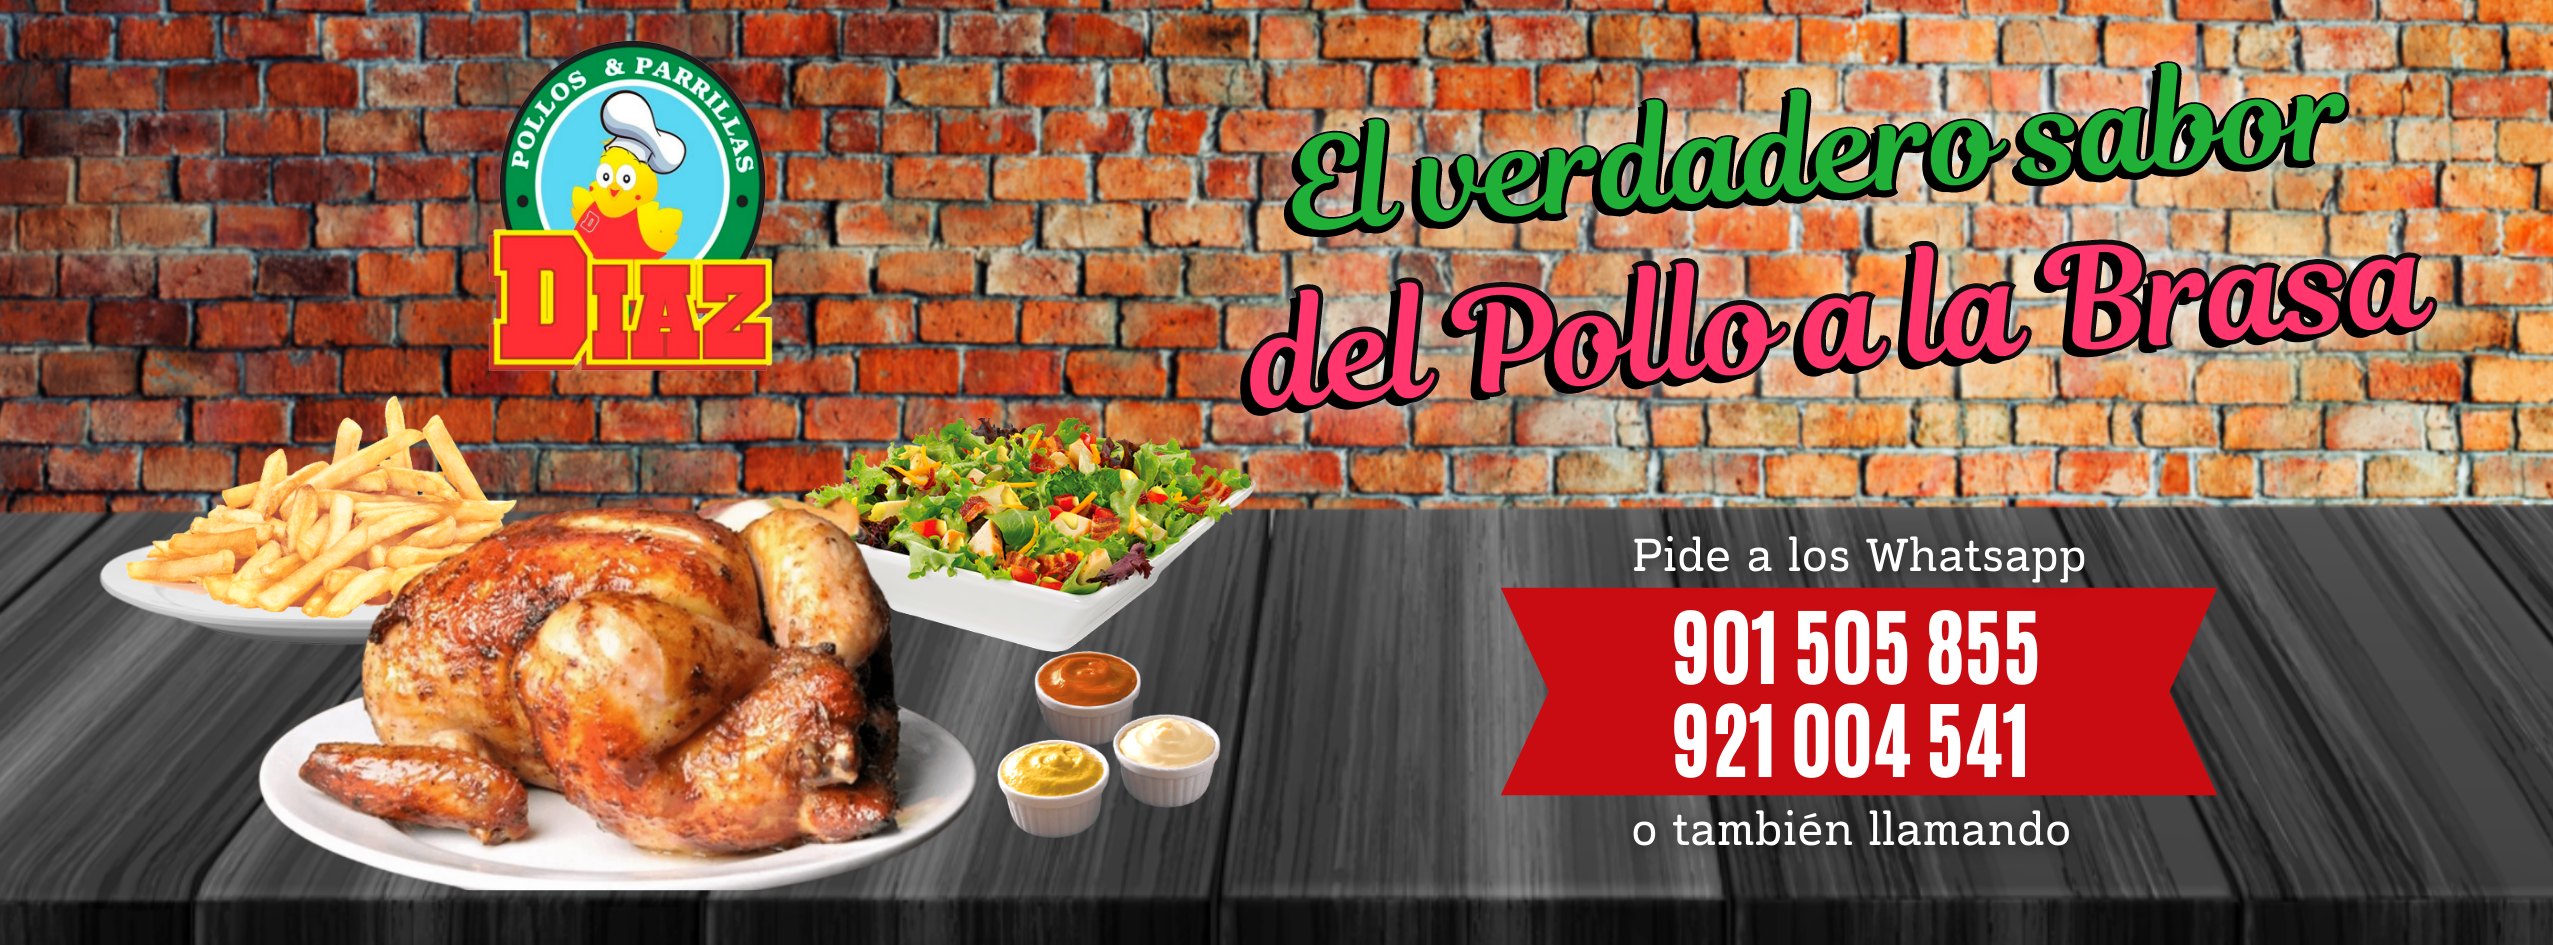 POLLOS & PARRILLAS
DIAZ
El verdadero sabor
del Pollo a la Brasa
Pide a los Whatsapp
901 505 855
921 004 541
o también llamando